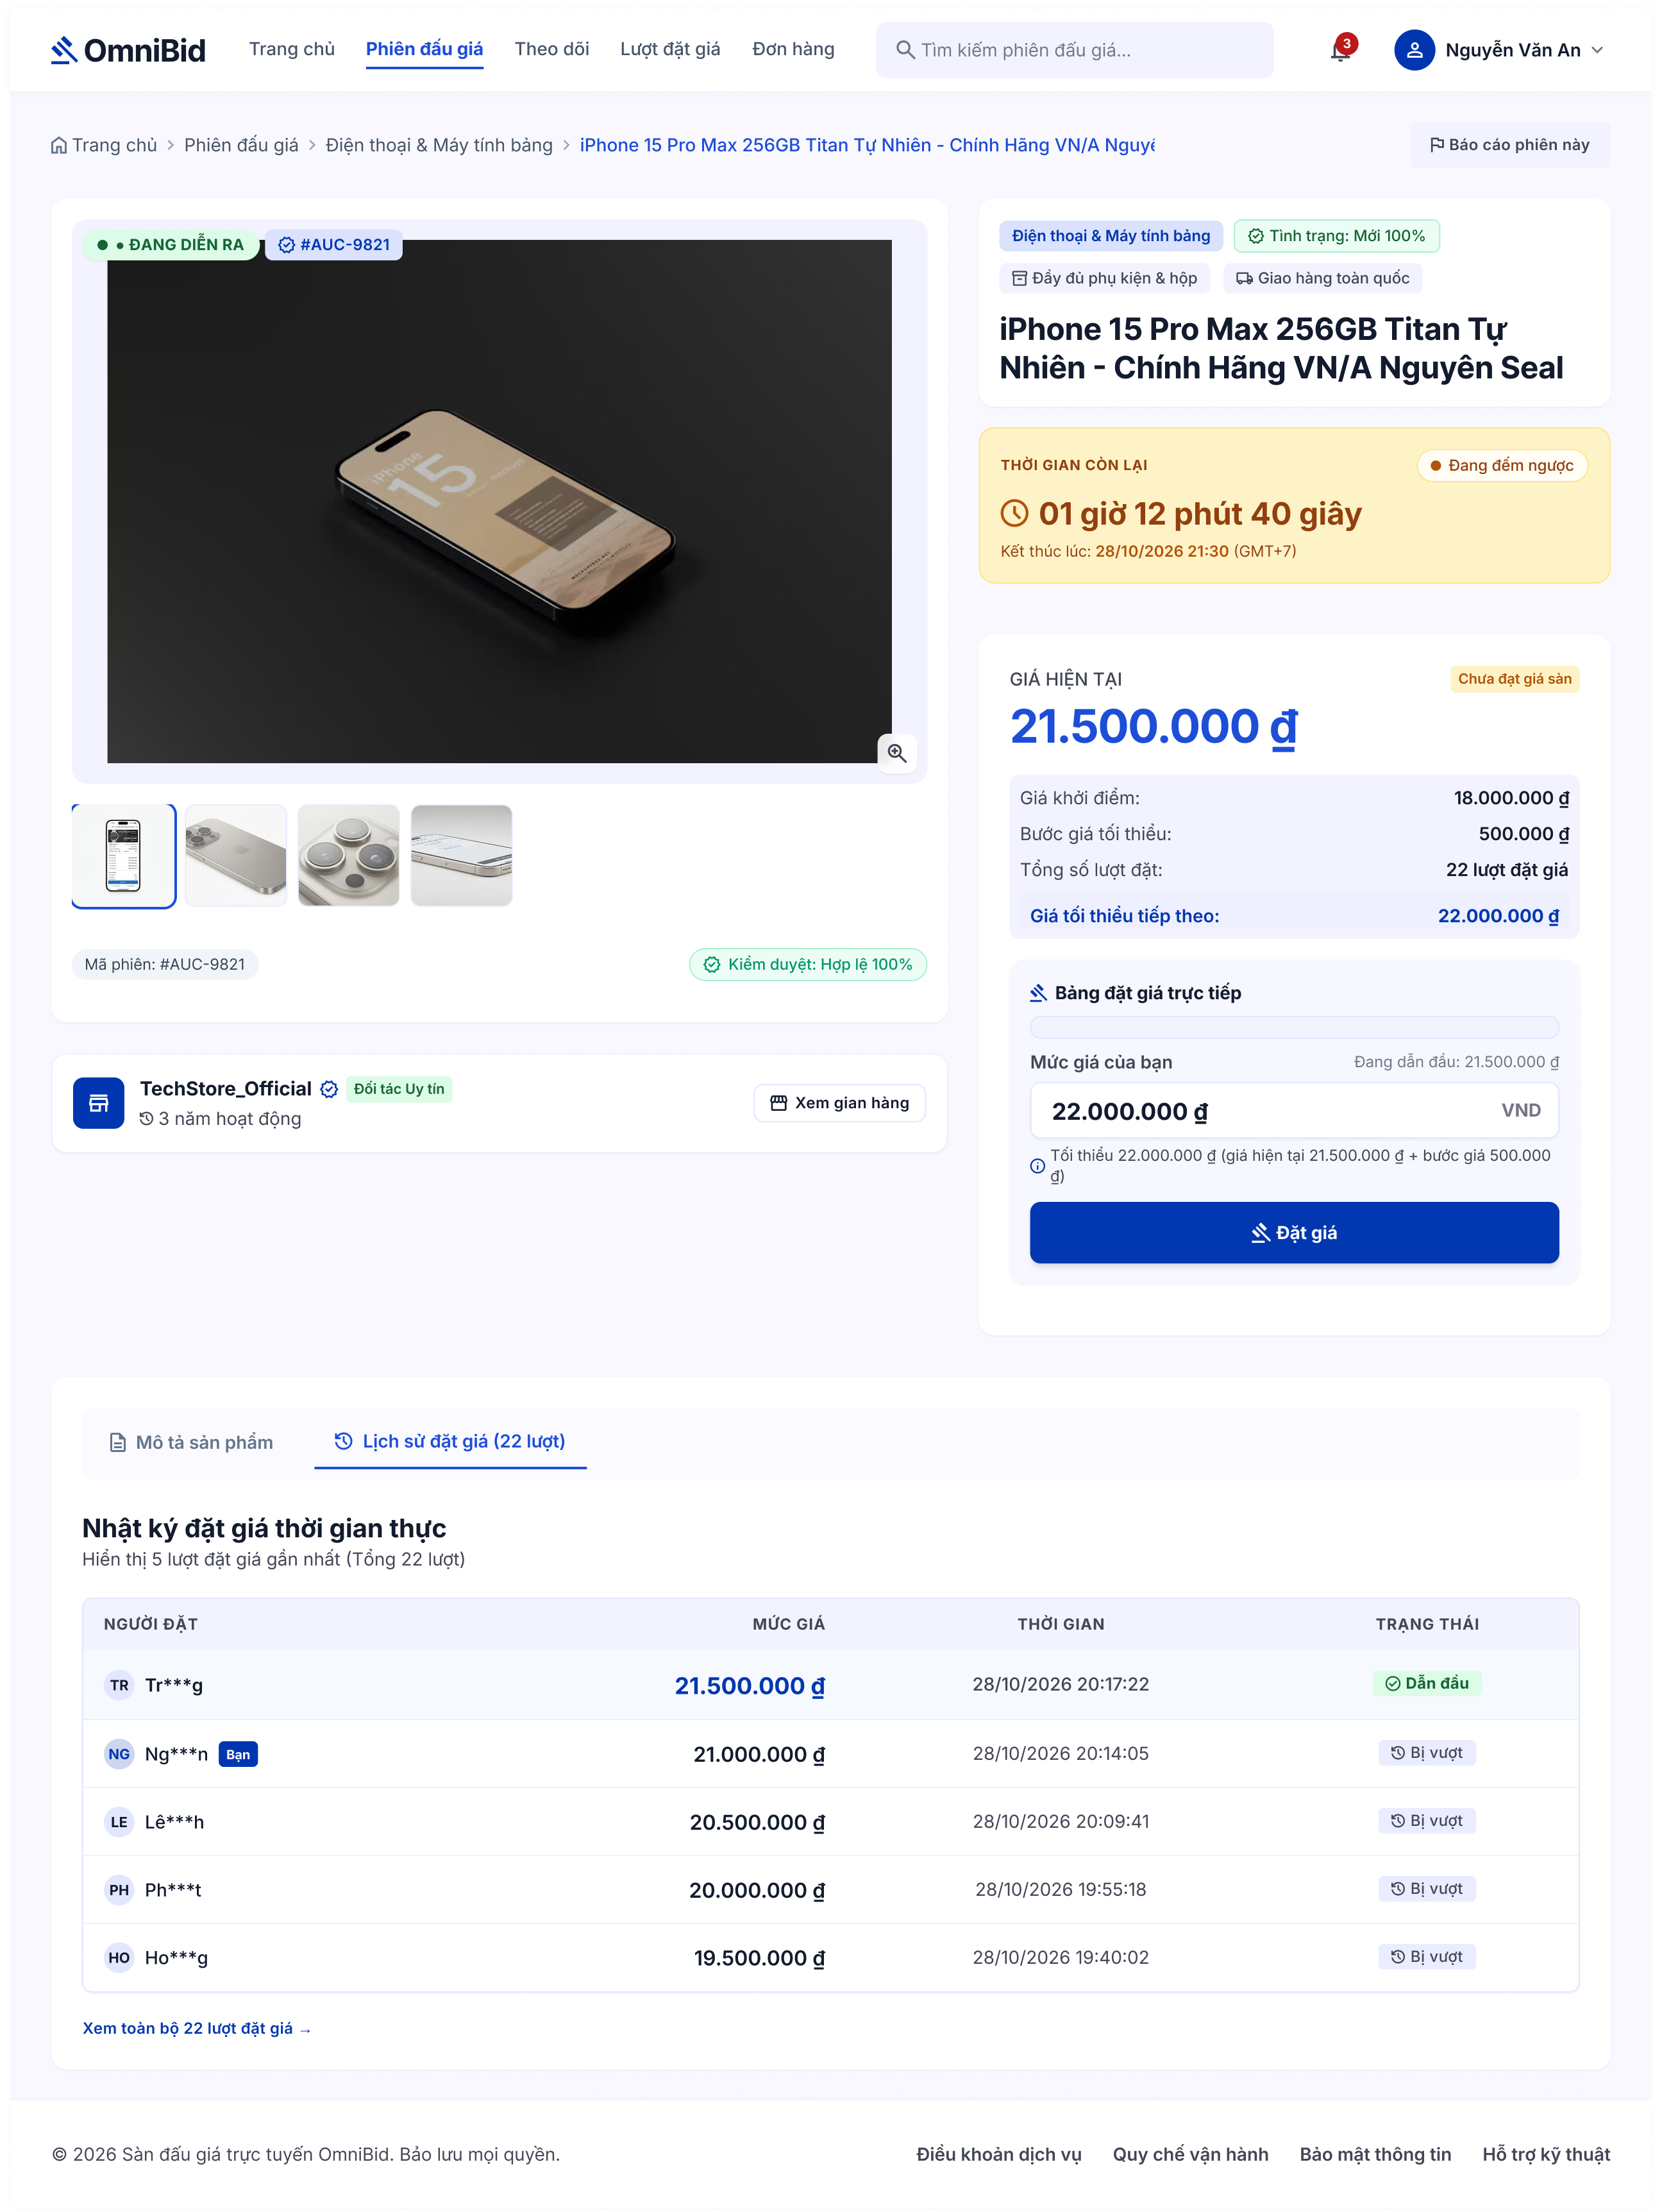 OmniBid
Trang chủ
Phiên đấu giá
Theo dõi
Lượt đặt giá
Đơn hàng
Tìm kiếm phiên đấu giá...
3
Nguyễn Văn An
Trang chủ > Phiên đấu giá > Điện thoại & Máy tính bảng > iPhone 15 Pro Max 256GB Titan Tự Nhiên - Chính Hãng VN/A Nguyê
Báo cáo phiên này
● ĐANG DIỄN RA
#AUC-9821
iPhone
15
Mã phiên: #AUC-9821
Kiểm duyệt: Hợp lệ 100%
TechStore_Official
Đối tác Uy tín
3 năm hoạt động
Xem gian hàng
Điện thoại & Máy tính bảng
Tình trạng: Mới 100%
Đầy đủ phụ kiện & hộp
Giao hàng toàn quốc
iPhone 15 Pro Max 256GB Titan Tự
Nhiên - Chính Hãng VN/A Nguyên Seal
THỜI GIAN CÒN LẠI
Đang đếm ngược
01 giờ 12 phút 40 giây
Kết thúc lúc: 28/10/2026 21:30 (GMT+7)
GIÁ HIỆN TẠI
Chưa đạt giá sàn
21.500.000 ₫
Giá khởi điểm: 18.000.000 ₫
Bước giá tối thiểu: 500.000 ₫
Tổng số lượt đặt: 22 lượt đặt giá
Giá tối thiểu tiếp theo: 22.000.000 ₫
Bảng đặt giá trực tiếp
Mức giá của bạn
Đang dẫn đầu: 21.500.000 ₫
22.000.000 ₫ VND
Tối thiểu 22.000.000 ₫ (giá hiện tại 21.500.000 ₫ + bước giá 500.000
₫)
Đặt giá
Mô tả sản phẩm
Lịch sử đặt giá (22 lượt)
Nhật ký đặt giá thời gian thực
Hiển thị 5 lượt đặt giá gần nhất (Tổng 22 lượt)
NGƯỜI ĐẶT MỨC GIÁ THỜI GIAN TRẠNG THÁI
TR Tr***g 21.500.000 ₫ 28/10/2026 20:17:22 Dẫn đầu
NG Ng***n Bạn 21.000.000 ₫ 28/10/2026 20:14:05 Bị vượt
LE Lê***h 20.500.000 ₫ 28/10/2026 20:09:41 Bị vượt
PH Ph***t 20.000.000 ₫ 28/10/2026 19:55:18 Bị vượt
HO Ho***g 19.500.000 ₫ 28/10/2026 19:40:02 Bị vượt
Xem toàn bộ 22 lượt đặt giá →
© 2026 Sàn đấu giá trực tuyến OmniBid. Bảo lưu mọi quyền.
Điều khoản dịch vụ
Quy chế vận hành
Bảo mật thông tin
Hỗ trợ kỹ thuật